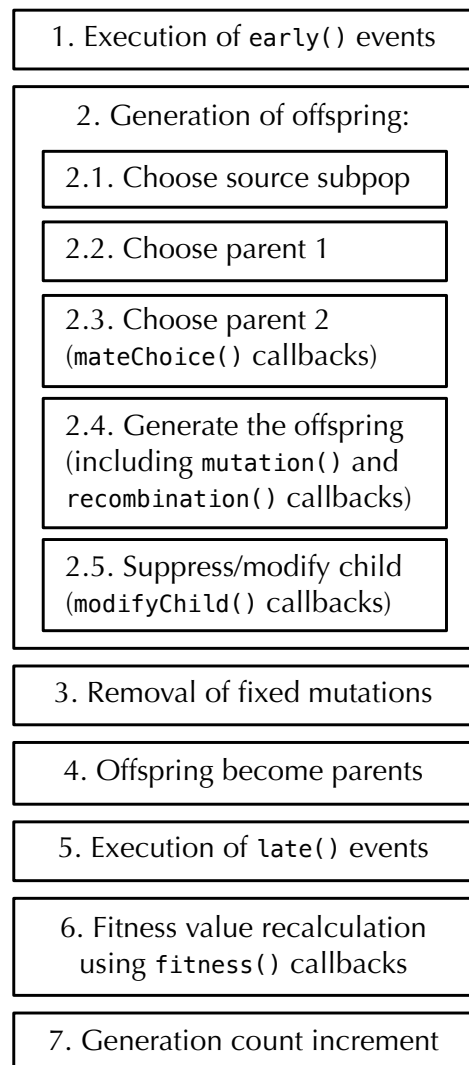 1. Execution of early() events
2. Generation of offspring:
2.1. Choose source subpop
2.2. Choose parent 1
2.3. Choose parent 2
(mateChoice() callbacks)
2.4. Generate the offspring
(including mutation() and
recombination() callbacks)
2.5. Suppress/modify child
(modifyChild() callbacks)
3. Removal of fixed mutations
4. Offspring become parents
5. Execution of late() events
6. Fitness value recalculation
using fitness() callbacks
7. Generation count increment